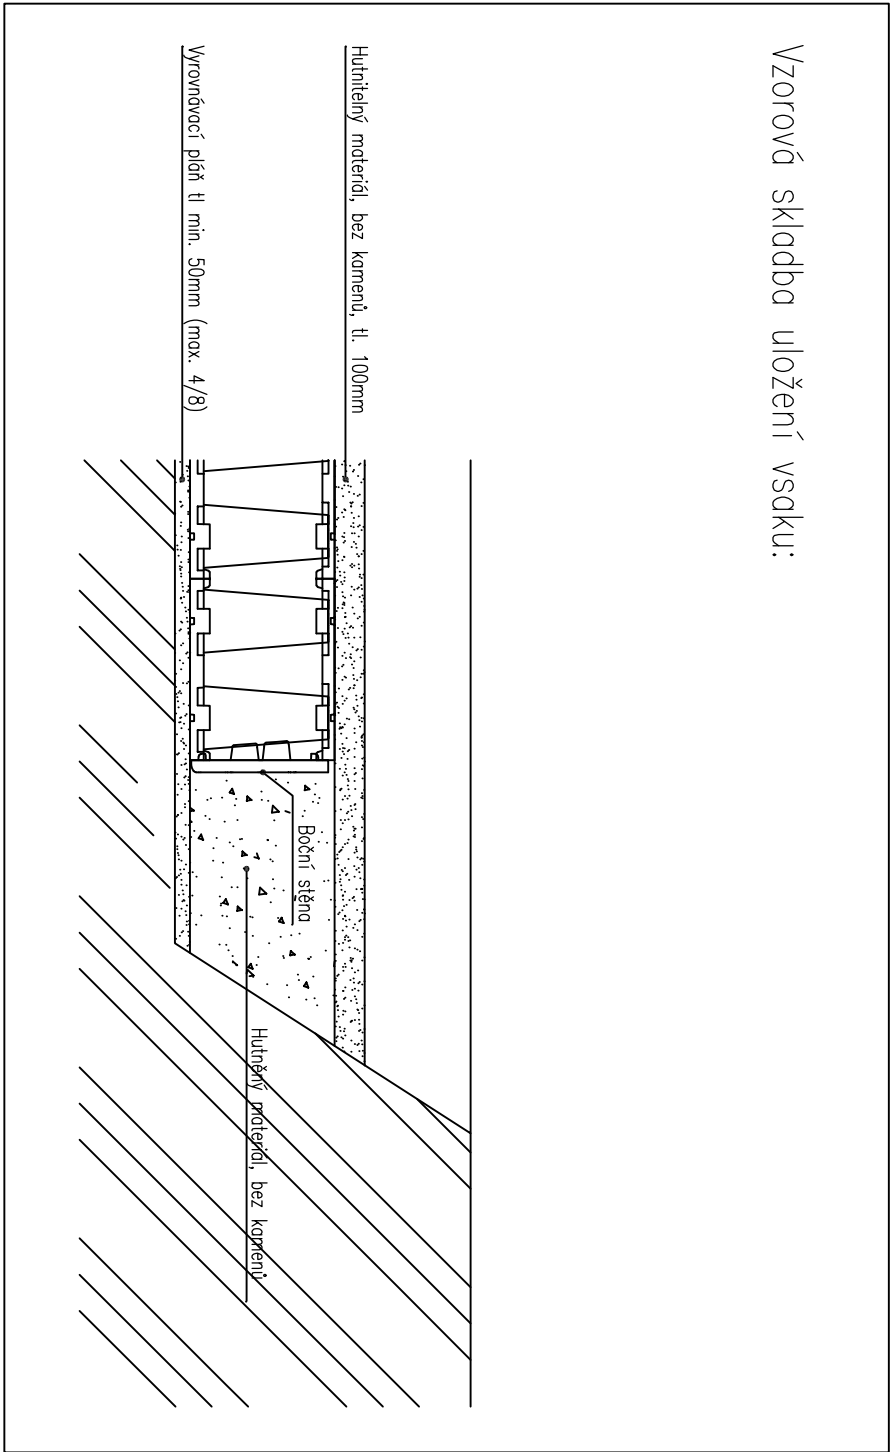 Vzorová skladba uložení vsaku:
Hutnitelný materiál, bez kamenů, tl. 100mm
Vyrovnávací pláň tl min. 50mm (max. 4/8)
Boční stěna
Hutněný materiál, bez kamenů